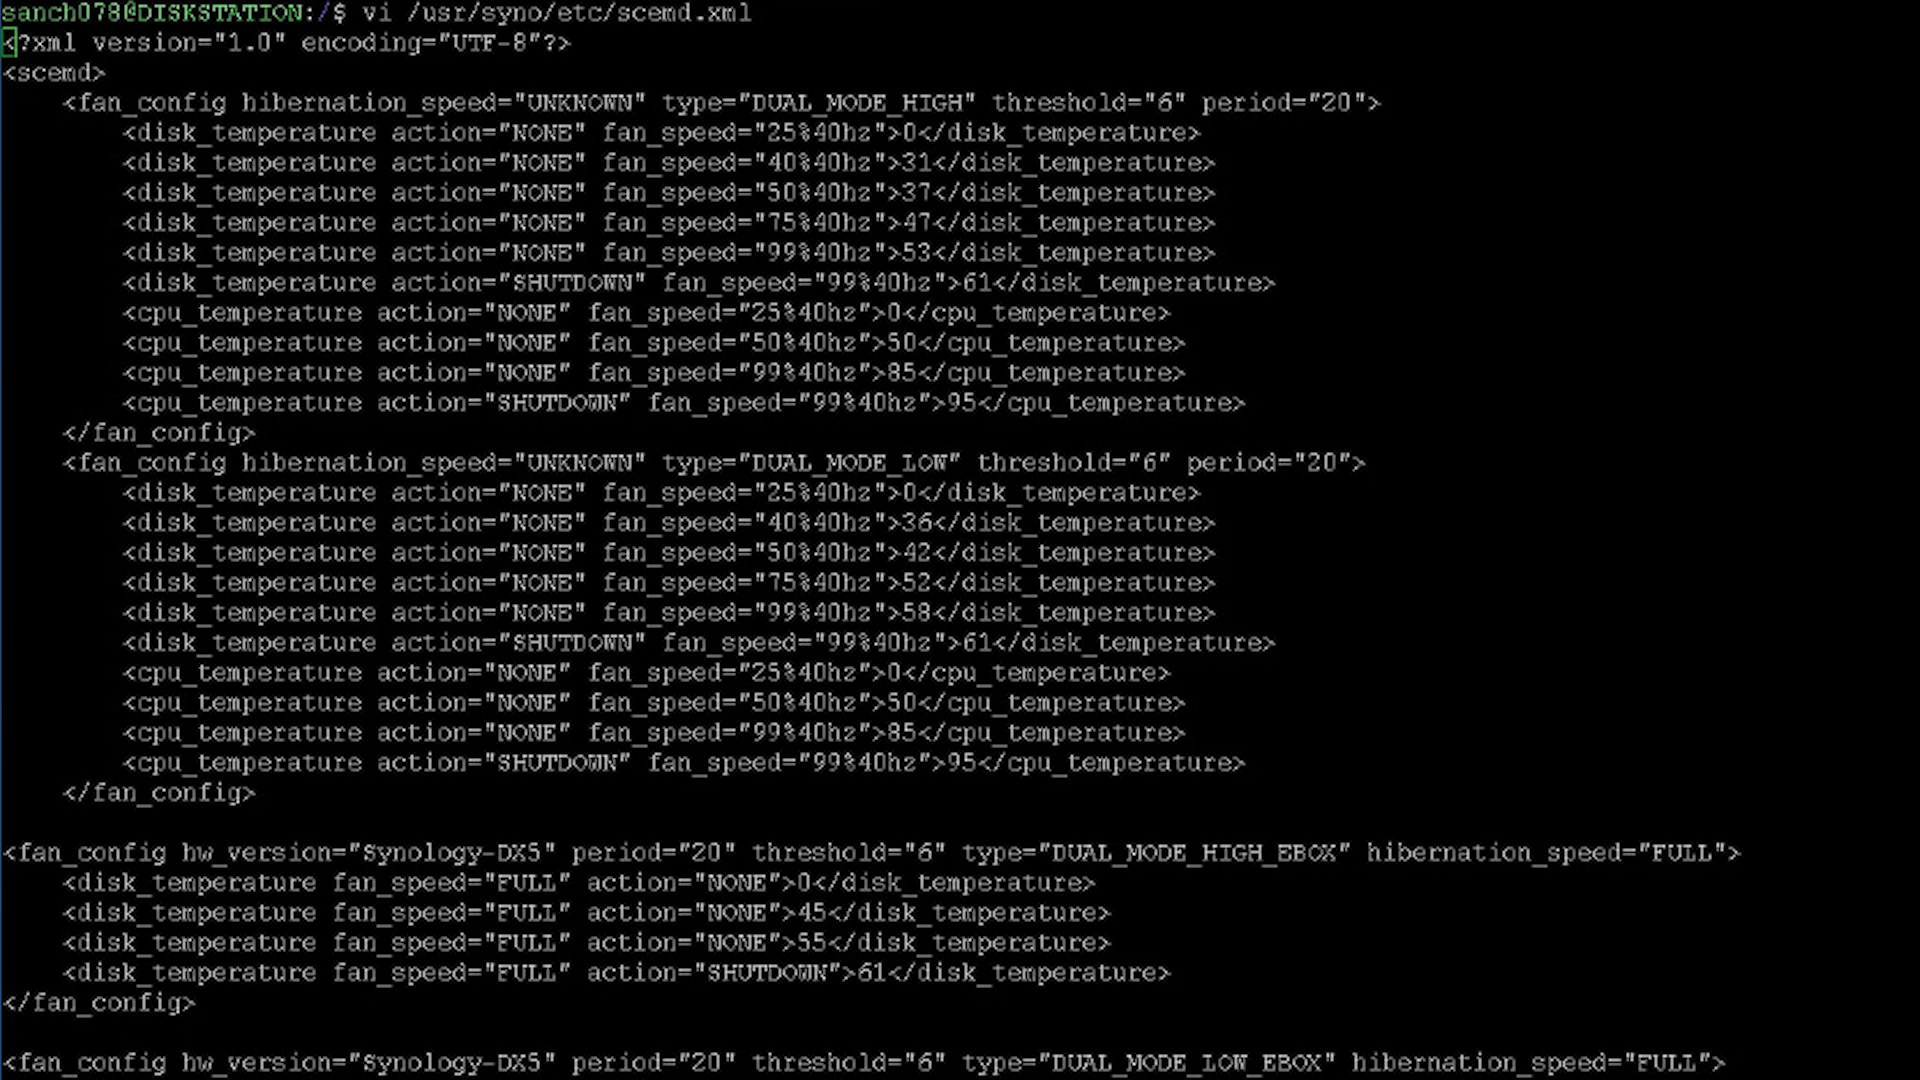 sanch078@DISKSTATION:/$ vi /usr/syno/etc/scemd.xml
<?xml version="1.0" encoding="UTF-8"?>
<scemd>
    <fan_config hibernation_speed="UNKNOWN" type="DUAL_MODE_HIGH" threshold="6" period="20">
        <disk_temperature action="NONE" fan_speed="25%40hz">0</disk_temperature>
        <disk_temperature action="NONE" fan_speed="40%40hz">31</disk_temperature>
        <disk_temperature action="NONE" fan_speed="50%40hz">37</disk_temperature>
        <disk_temperature action="NONE" fan_speed="75%40hz">47</disk_temperature>
        <disk_temperature action="NONE" fan_speed="99%40hz">53</disk_temperature>
        <disk_temperature action="SHUTDOWN" fan_speed="99%40hz">61</disk_temperature>
        <cpu_temperature action="NONE" fan_speed="25%40hz">0</cpu_temperature>
        <cpu_temperature action="NONE" fan_speed="50%40hz">50</cpu_temperature>
        <cpu_temperature action="NONE" fan_speed="99%40hz">85</cpu_temperature>
        <cpu_temperature action="SHUTDOWN" fan_speed="99%40hz">95</cpu_temperature>
    </fan_config>
    <fan_config hibernation_speed="UNKNOWN" type="DUAL_MODE_LOW" threshold="6" period="20">
        <disk_temperature action="NONE" fan_speed="25%40hz">0</disk_temperature>
        <disk_temperature action="NONE" fan_speed="40%40hz">36</disk_temperature>
        <disk_temperature action="NONE" fan_speed="50%40hz">42</disk_temperature>
        <disk_temperature action="NONE" fan_speed="75%40hz">52</disk_temperature>
        <disk_temperature action="NONE" fan_speed="99%40hz">58</disk_temperature>
        <disk_temperature action="SHUTDOWN" fan_speed="99%40hz">61</disk_temperature>
        <cpu_temperature action="NONE" fan_speed="25%40hz">0</cpu_temperature>
        <cpu_temperature action="NONE" fan_speed="50%40hz">50</cpu_temperature>
        <cpu_temperature action="NONE" fan_speed="99%40hz">85</cpu_temperature>
        <cpu_temperature action="SHUTDOWN" fan_speed="99%40hz">95</cpu_temperature>
    </fan_config>

<fan_config hw_version="Synology-DX5" period="20" threshold="6" type="DUAL_MODE_HIGH_EBOX" hibernation_speed="FULL">
    <disk_temperature fan_speed="FULL" action="NONE">0</disk_temperature>
    <disk_temperature fan_speed="FULL" action="NONE">45</disk_temperature>
    <disk_temperature fan_speed="FULL" action="NONE">55</disk_temperature>
    <disk_temperature fan_speed="FULL" action="SHUTDOWN">61</disk_temperature>
</fan_config>

<fan_config hw_version="Synology-DX5" period="20" threshold="6" type="DUAL_MODE_LOW_EBOX" hibernation_speed="FULL">